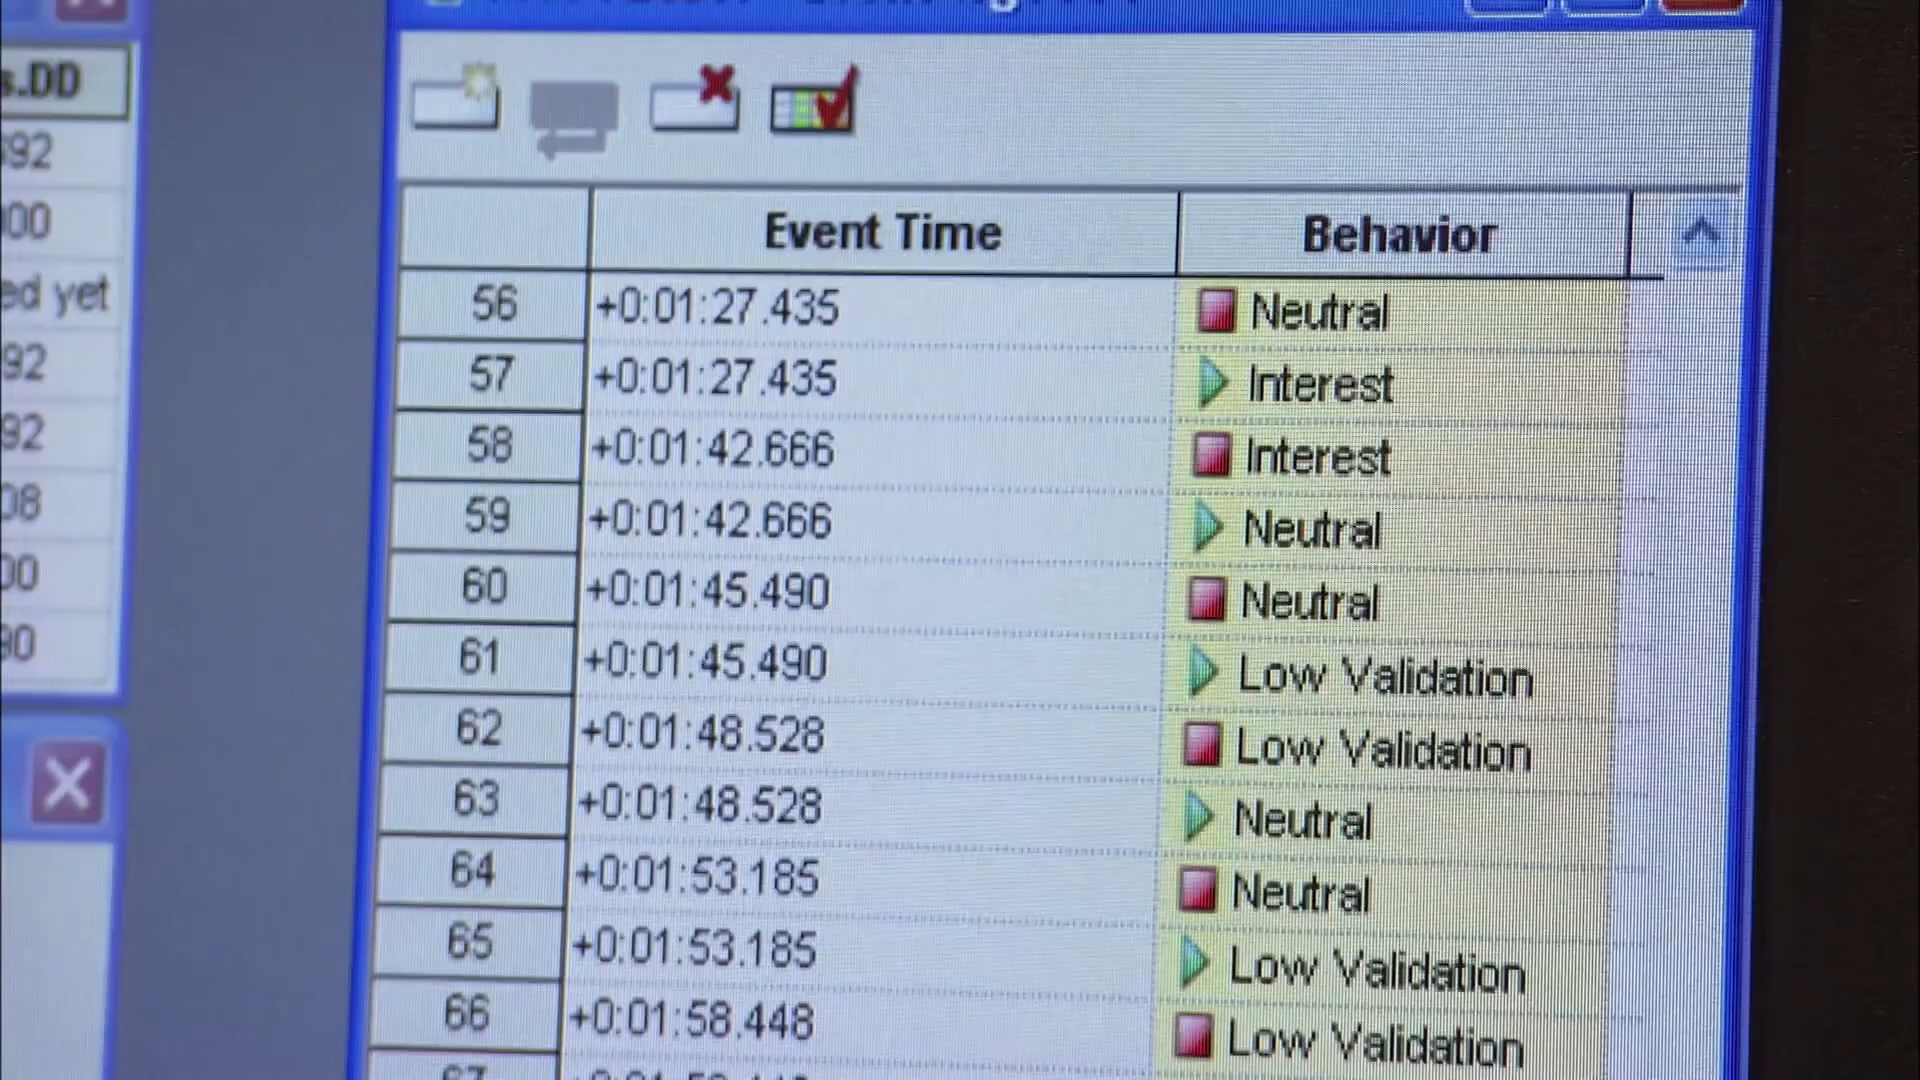 s.DD
92
00
ed yet
92
92
08
00
90
Event Time Behavior
56 +0:01:27.435 Neutral
57 +0:01:27.435 Interest
58 +0:01:42.666 Interest
59 +0:01:42.666 Neutral
60 +0:01:45.490 Neutral
61 +0:01:45.490 Low Validation
62 +0:01:48.528 Low Validation
63 +0:01:48.528 Neutral
64 +0:01:53.185 Neutral
65 +0:01:53.185 Low Validation
66 +0:01:58.448 Low Validation
67